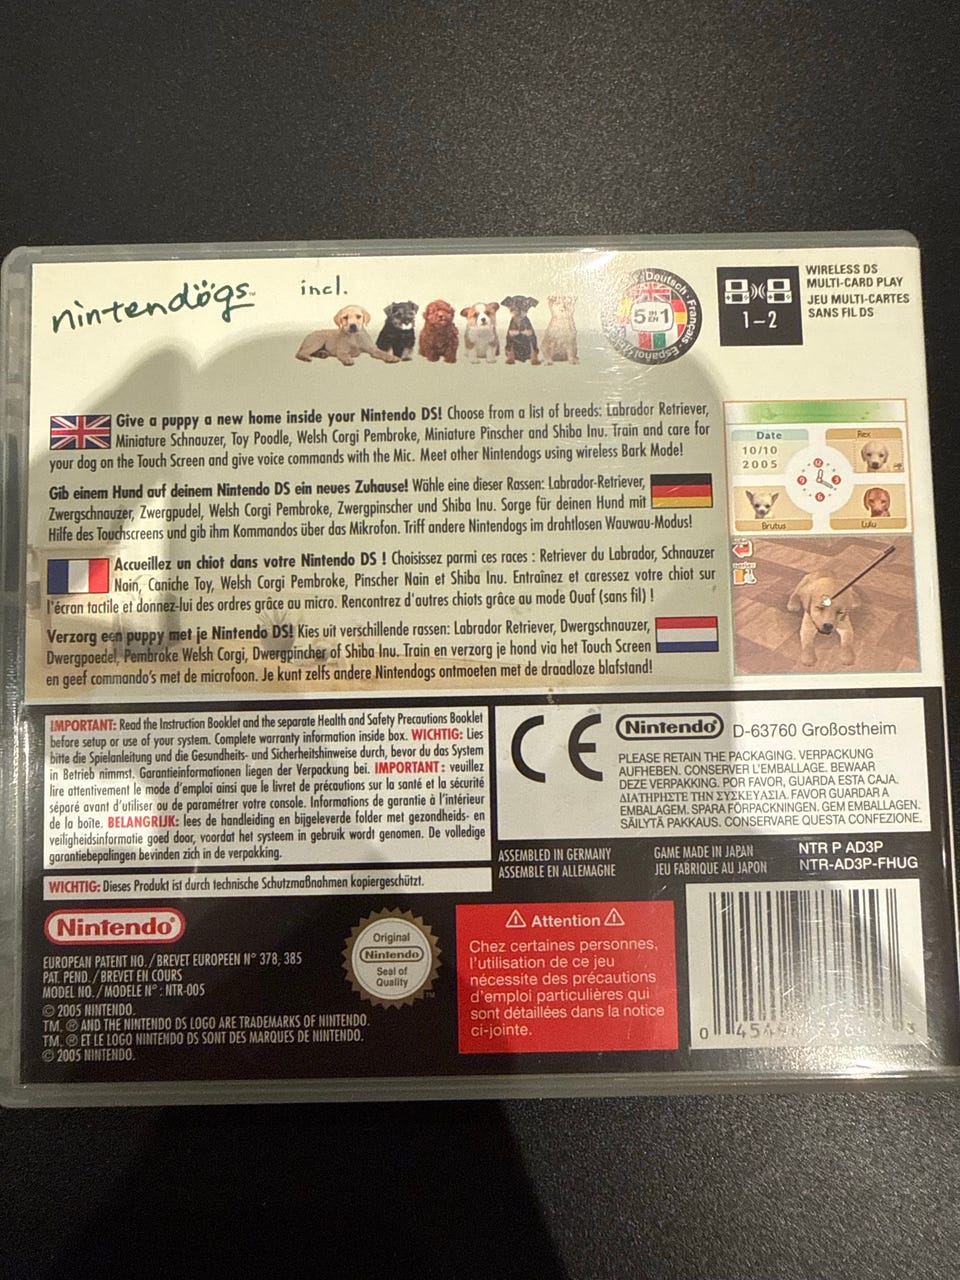 nintendogs™
incl.
Deutsch · Français · Español
5 IN/EN 1
WIRELESS DS
MULTI-CARD PLAY
JEU MULTI-CARTES
SANS FIL DS
1-2
Give a puppy a new home inside your Nintendo DS! Choose from a list of breeds: Labrador Retriever,
Miniature Schnauzer, Toy Poodle, Welsh Corgi Pembroke, Miniature Pinscher and Shiba Inu. Train and care for
your dog on the Touch Screen and give voice commands with the Mic. Meet other Nintendogs using wireless Bark Mode!
Gib einem Hund auf deinem Nintendo DS ein neues Zuhause! Wähle eine dieser Rassen: Labrador-Retriever,
Zwergschnauzer, Zwergpudel, Welsh Corgi Pembroke, Zwergpinscher und Shiba Inu. Sorge für deinen Hund mit
Hilfe des Touchscreens und gib ihm Kommandos über das Mikrofon. Triff andere Nintendogs im drahtlosen Wauwau-Modus!
Accueillez un chiot dans votre Nintendo DS ! Choisissez parmi ces races : Retriever du Labrador, Schnauzer
Nain, Caniche Toy, Welsh Corgi Pembroke, Pinscher Nain et Shiba Inu. Entraînez et caressez votre chiot sur
l'écran tactile et donnez-lui des ordres grâce au micro. Rencontrez d'autres chiots grâce au mode Ouaf (sans fil) !
Verzorg een puppy met je Nintendo DS! Kies uit verschillende rassen: Labrador Retriever, Dwergschnauzer,
Dwergpoedel, Pembroke Welsh Corgi, Dwergpincher of Shiba Inu. Train en verzorg je hond via het Touch Screen
en geef commando's met de microfoon. Je kunt zelfs andere Nintendogs ontmoeten met de draadloze blafstand!
Date
10/10
2005
Rex
12
3
6
9
Brutus
Lulu
IMPORTANT: Read the Instruction Booklet and the separate Health and Safety Precautions Booklet
before setup or use of your system. Complete warranty information inside box. WICHTIG: Lies
bitte die Spielanleitung und die Gesundheits- und Sicherheitshinweise durch, bevor du das System
in Betrieb nimmst. Garantieinformationen liegen der Verpackung bei. IMPORTANT : veuillez
lire attentivement le mode d'emploi ainsi que le livret de précautions sur la santé et la sécurité
séparé avant d'utiliser ou de paramétrer votre console. Informations de garantie à l'intérieur
de la boîte. BELANGRIJK: lees de handleiding en bijgeleverde folder met gezondheids- en
veiligheidsinformatie goed door, voordat het systeem in gebruik wordt genomen. De volledige
garantiebepalingen bevinden zich in de verpakking.
WICHTIG: Dieses Produkt ist durch technische Schutzmaßnahmen kopiergeschützt.
CE
Nintendo® D-63760 Großostheim
PLEASE RETAIN THE PACKAGING. VERPACKUNG
AUFHEBEN. CONSERVER L'EMBALLAGE. BEWAAR
DEZE VERPAKKING. POR FAVOR, GUARDA ESTA CAJA.
ΔΙΑΤΗΡΗΣΤΕ ΤΗΝ ΣΥΣΚΕΥΑΣΙΑ. FAVOR GUARDAR A
EMBALAGEM. SPARA FÖRPACKNINGEN. GEM EMBALLAGEN.
SÄILYTÄ PAKKAUS. CONSERVARE QUESTA CONFEZIONE.
ASSEMBLED IN GERMANY
ASSEMBLE EN ALLEMAGNE
GAME MADE IN JAPAN
JEU FABRIQUE AU JAPON
NTR P AD3P
NTR-AD3P-FHUG
Nintendo®
EUROPEAN PATENT NO. / BREVET EUROPEEN N° 378, 385
PAT. PEND. / BREVET EN COURS
MODEL NO. / MODELE N° : NTR-005
© 2005 NINTENDO.
TM, ® AND THE NINTENDO DS LOGO ARE TRADEMARKS OF NINTENDO.
TM, ® ET LE LOGO NINTENDO DS SONT DES MARQUES DE NINTENDO.
© 2005 NINTENDO.
Original
Nintendo
Seal of
Quality
TM
⚠ Attention ⚠
Chez certaines personnes,
l'utilisation de ce jeu
nécessite des précautions
d'emploi particulières qui
sont détaillées dans la notice
ci-jointe.
0
3